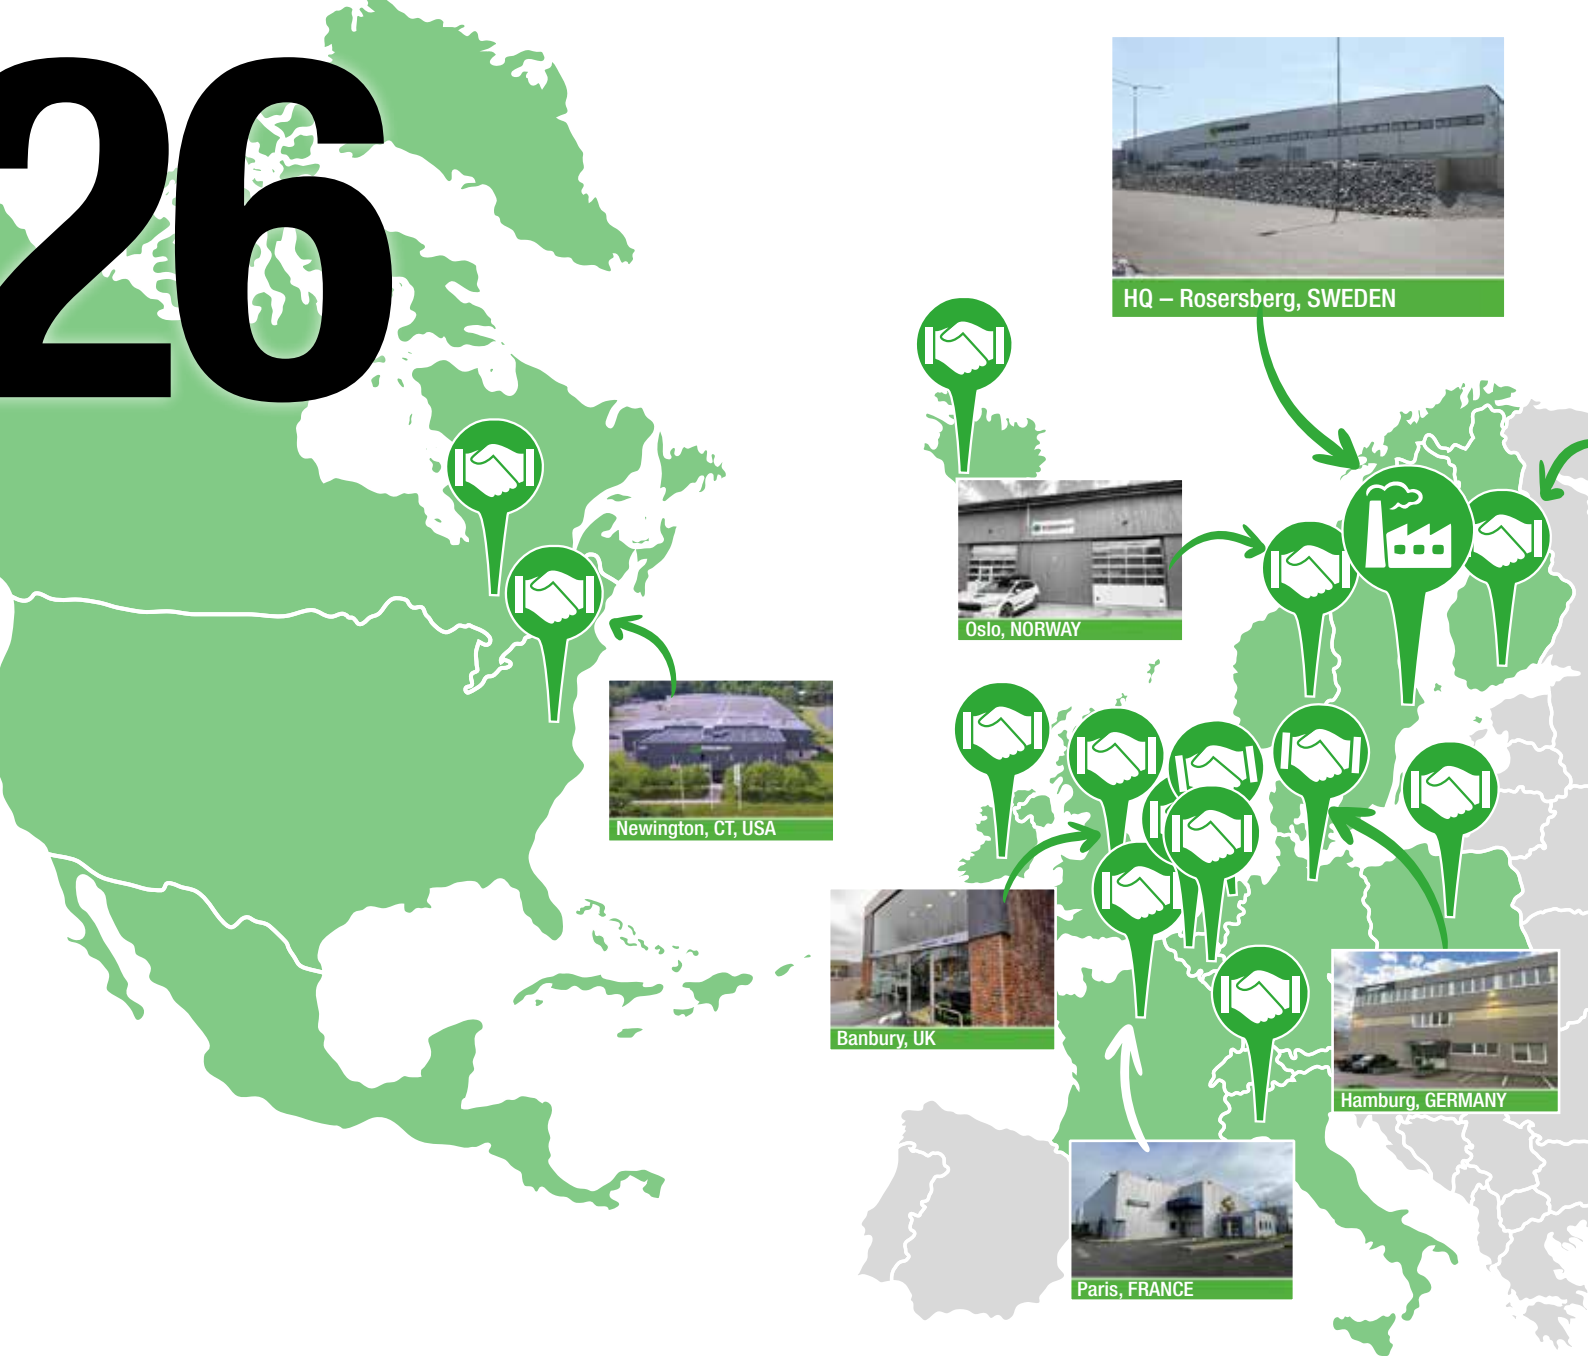 26
HQ – Rosersberg, SWEDEN
Oslo, NORWAY
Newington, CT, USA
Banbury, UK
Hamburg, GERMANY
Paris, FRANCE